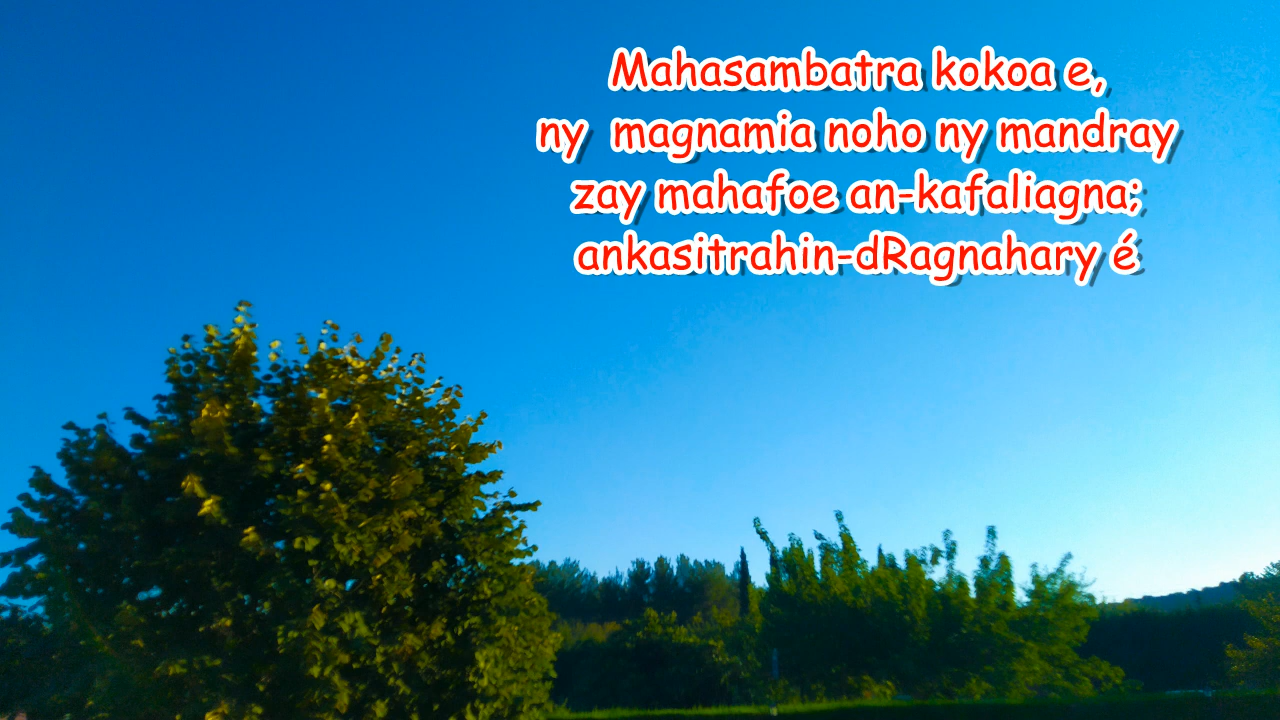 Mahasambatra kokoa e,
ny magnamia noho ny mandray
zay mahafoe an-kafaliagna;
ankasitrahin-dRagnahary é